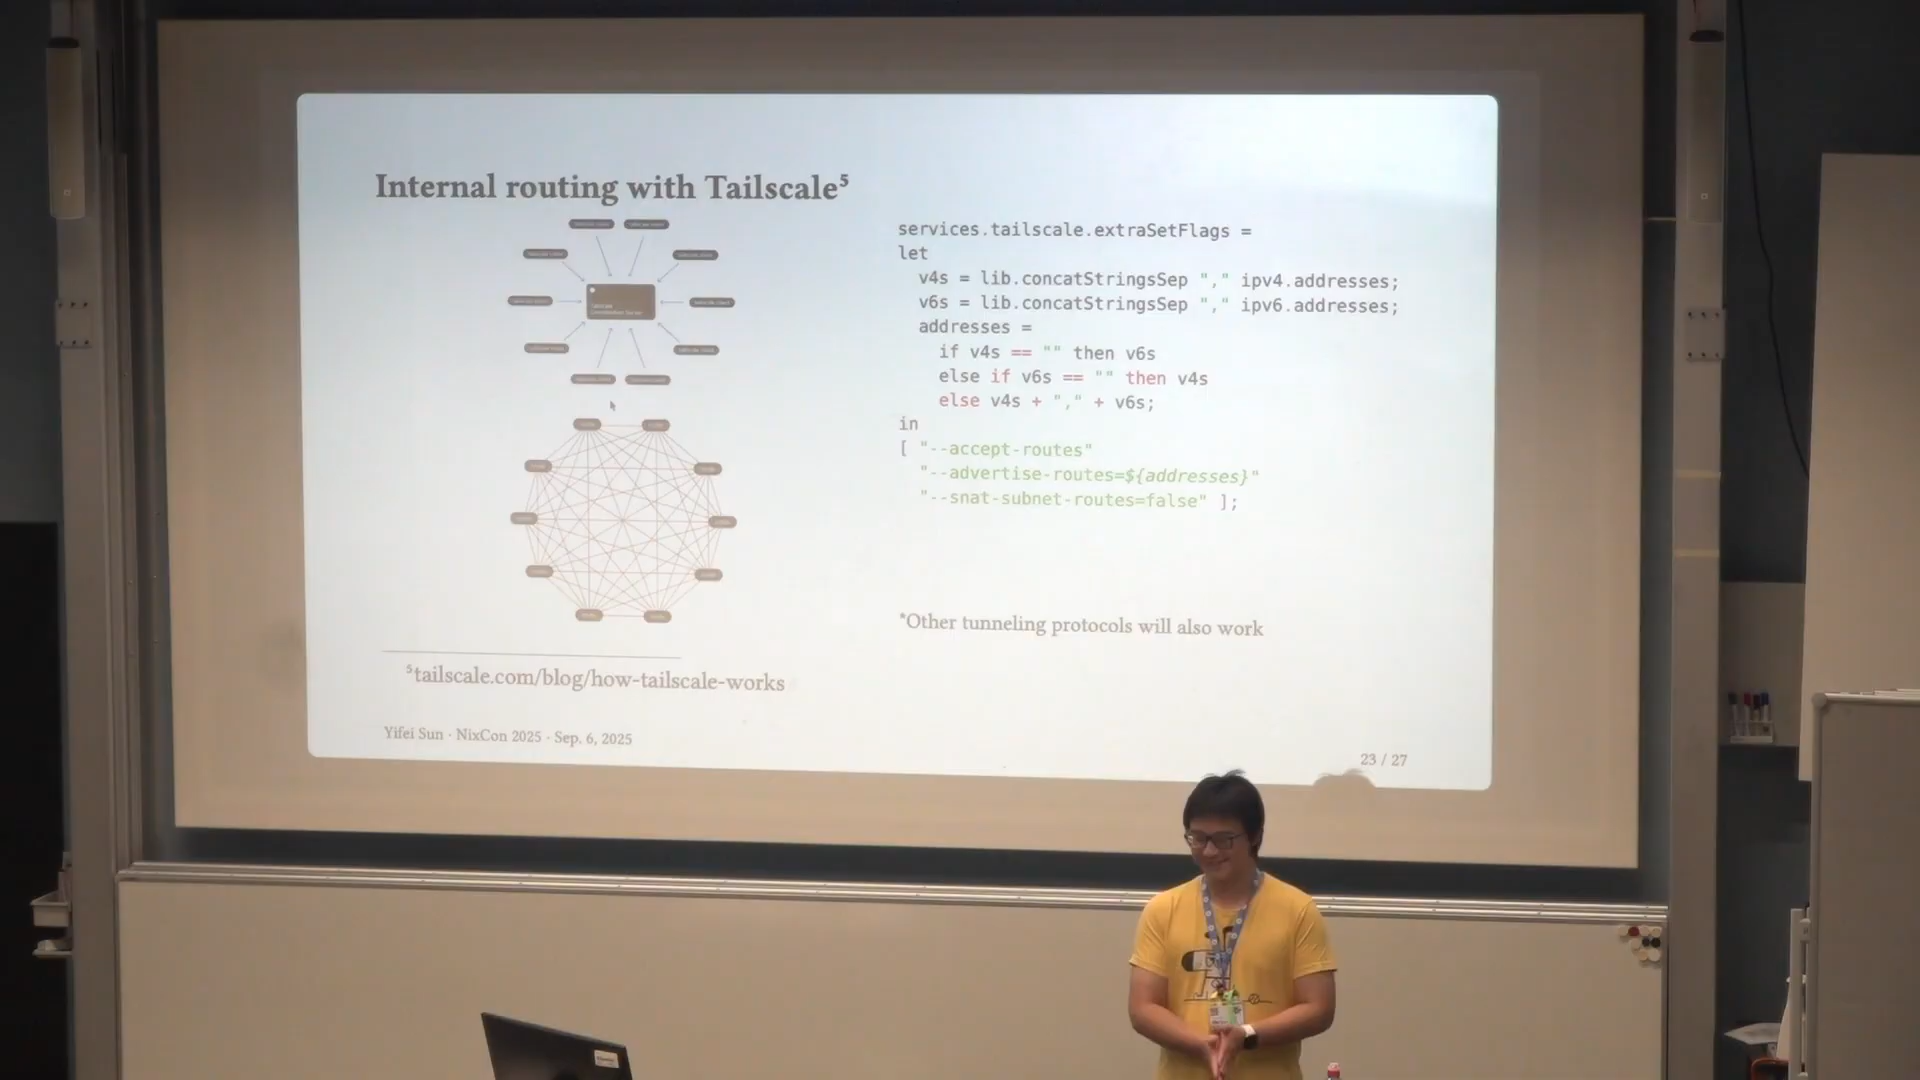 Internal routing with Tailscale⁵
services.tailscale.extraSetFlags =
let
v4s = lib.concatStringsSep "," ipv4.addresses;
v6s = lib.concatStringsSep "," ipv6.addresses;
addresses =
if v4s == "" then v6s
else if v6s == "" then v4s
else v4s + "," + v6s;
in
[ "--accept-routes"
"--advertise-routes=${addresses}"
"--snat-subnet-routes=false" ];
*Other tunneling protocols will also work
⁵tailscale.com/blog/how-tailscale-works
Yifei Sun · NixCon 2025 · Sep. 6, 2025
23 / 27